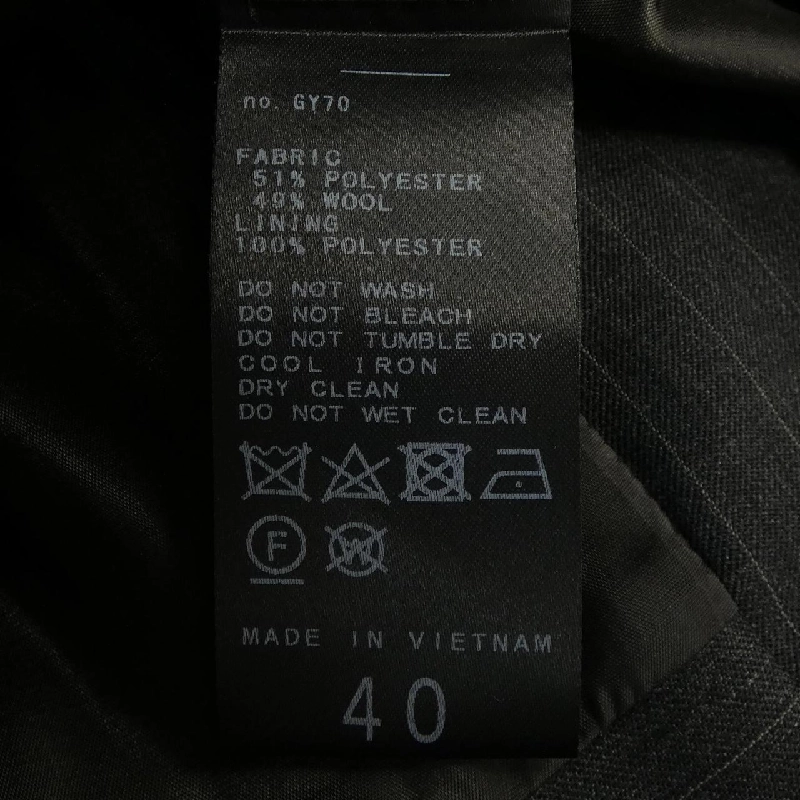 no. GY70
FABRIC
51% POLYESTER
49% WOOL
LINING
100% POLYESTER
DO NOT WASH
DO NOT BLEACH
DO NOT TUMBLE DRY
COOL IRON
DRY CLEAN
DO NOT WET CLEAN
F W
MADE IN VIETNAM
40